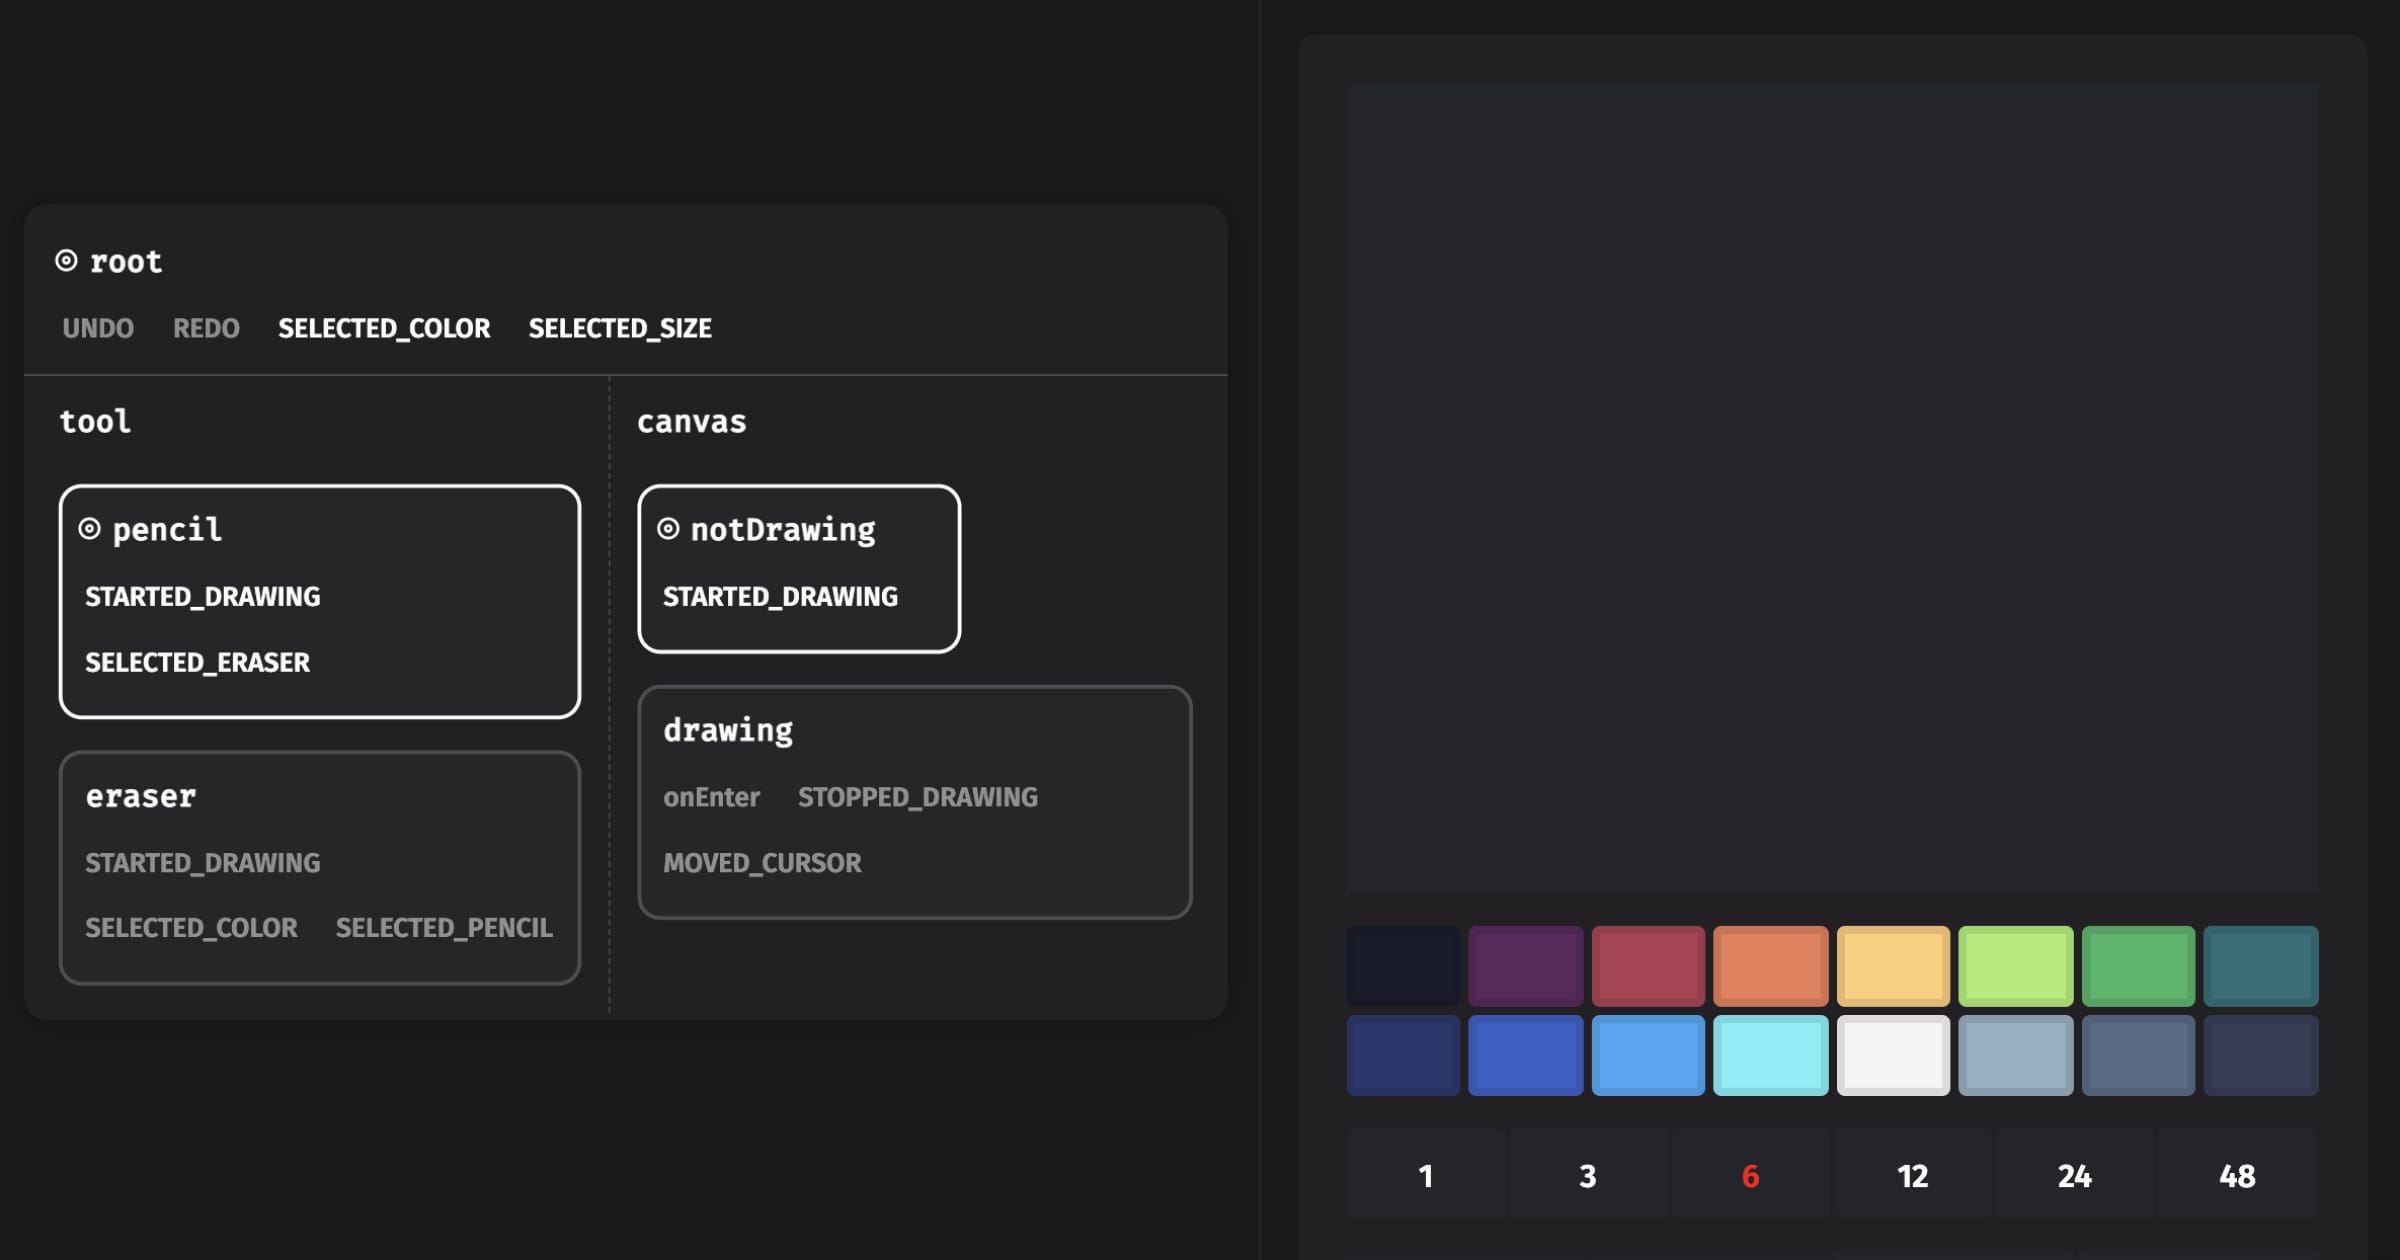 root
UNDO REDO SELECTED_COLOR SELECTED_SIZE
tool
pencil
STARTED_DRAWING
SELECTED_ERASER
eraser
STARTED_DRAWING
SELECTED_COLOR SELECTED_PENCIL
canvas
notDrawing
STARTED_DRAWING
drawing
onEnter STOPPED_DRAWING
MOVED_CURSOR
1 3 6 12 24 48